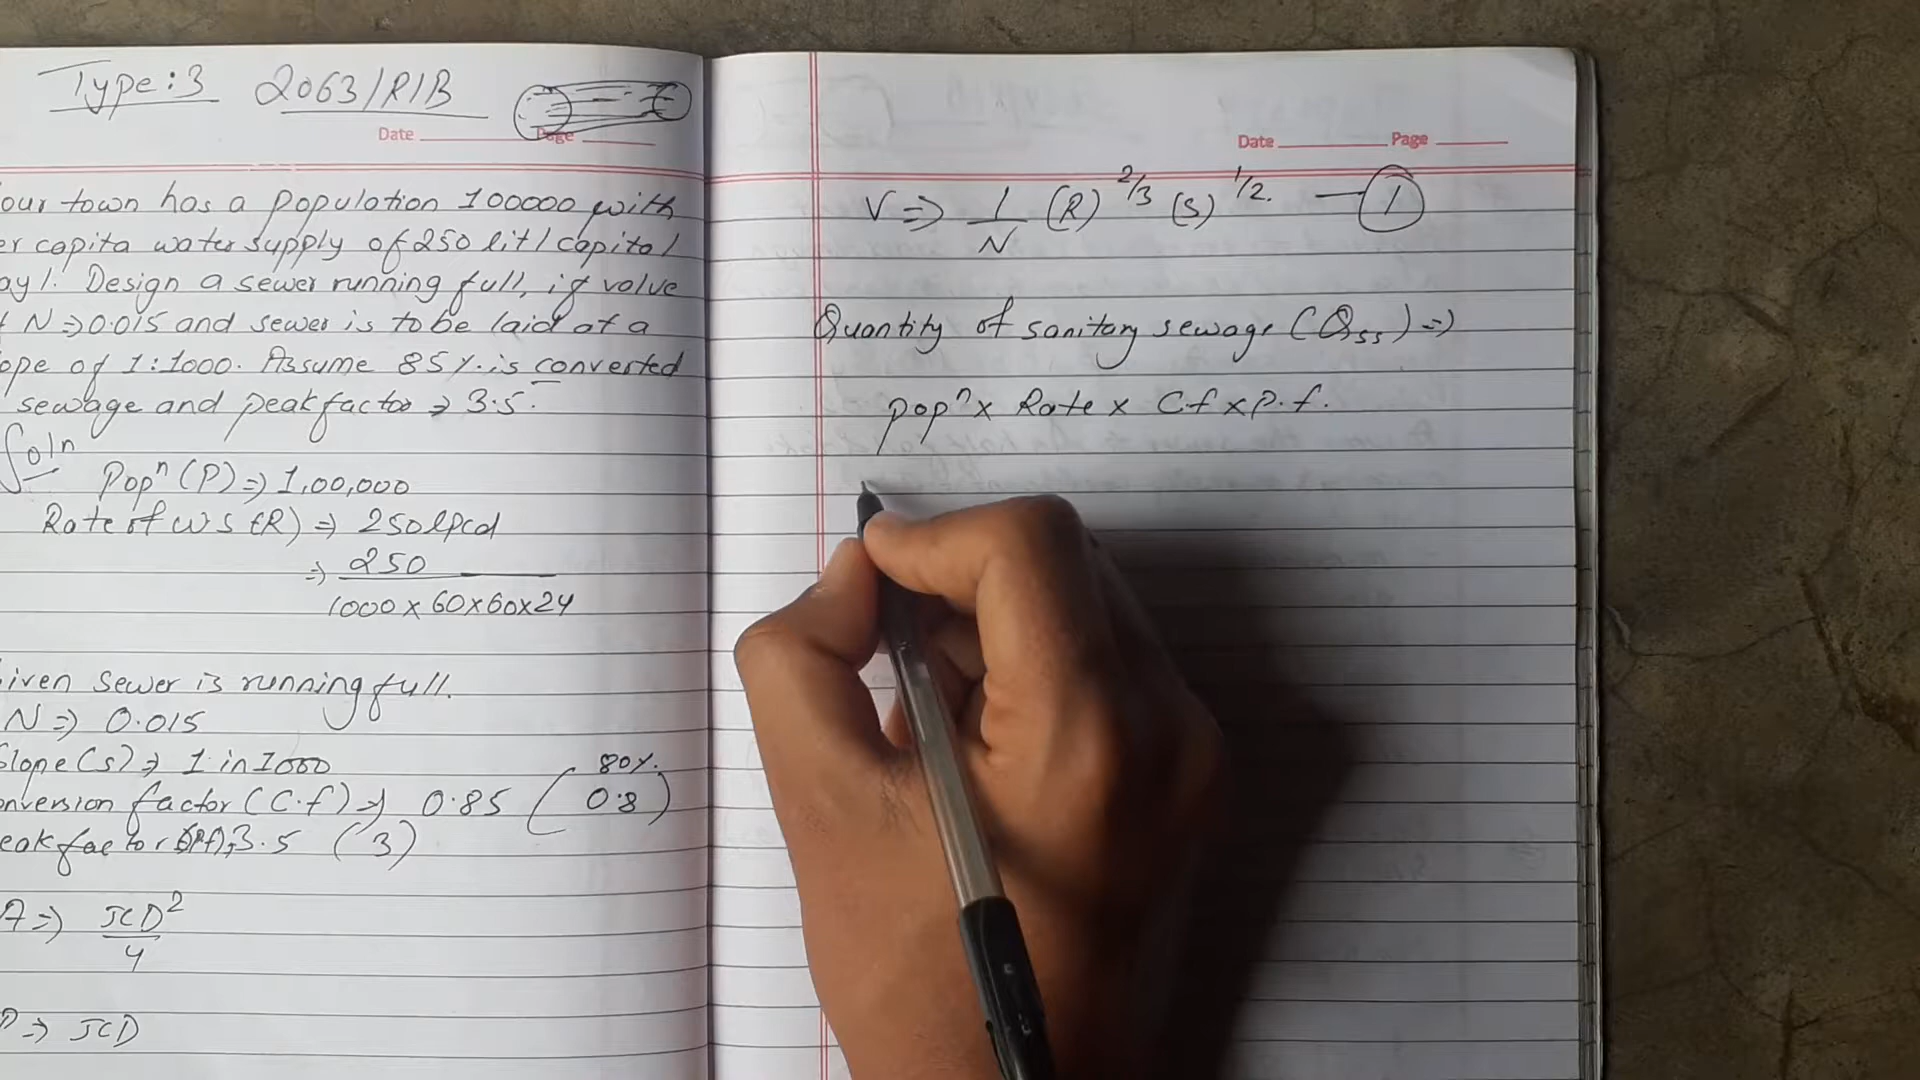 Type:3 2063/R/B
Date Page
our town has a population 100000 with
er capita water supply of 250 lit/capita/
ay/. Design a sewer running full, if value
f N => 0.015 and sewer is to be laid at a
ope of 1:1000. Assume 85%. is converted
sewage and peak factor => 3.5.
Soln
Popⁿ (P) => 1,00,000
Rate of WS (R) => 250 lpcd
=> 250
1000 x 60x60x24
iven sewer is running full.
N => 0.015
Slope (s) => 1 in 1000
onversion factor (C.f) => 0.85 ( 80%. 0.8 )
eak factor 3.5 ( 3 )
A => πD²
4
P => πD
Date Page
V => 1/N (R)^2/3 (S)^1/2. — 1
Quantity of sanitary sewage (Qss) =>
popⁿ x Rate x Cf x P.f.